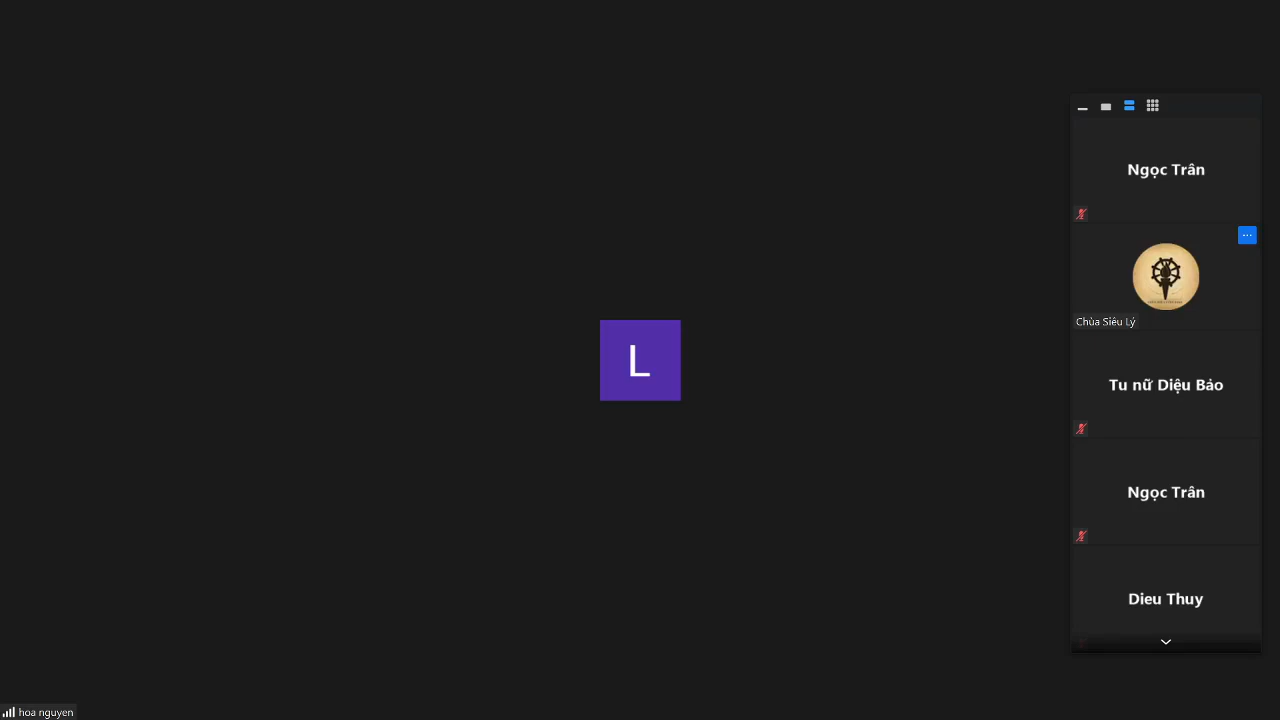 Ngọc Trân
Chùa Siêu Lý
Tu nữ Diệu Bảo
Ngọc Trân
Dieu Thuy
L
hoa nguyen